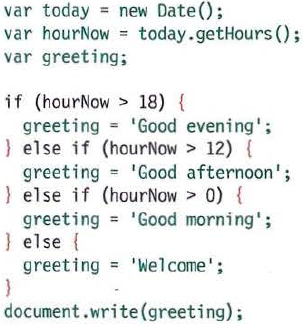 var today = new Date();
var hourNow = today.getHours();
var greeting;
if (hourNow > 18) {
greeting = 'Good evening';
} else if (hourNow > 12) {
greeting = 'Good afternoon';
} else if (hourNow > 0) {
greeting = 'Good morning';
} else {
greeting = 'Welcome';
}
document.write(greeting);